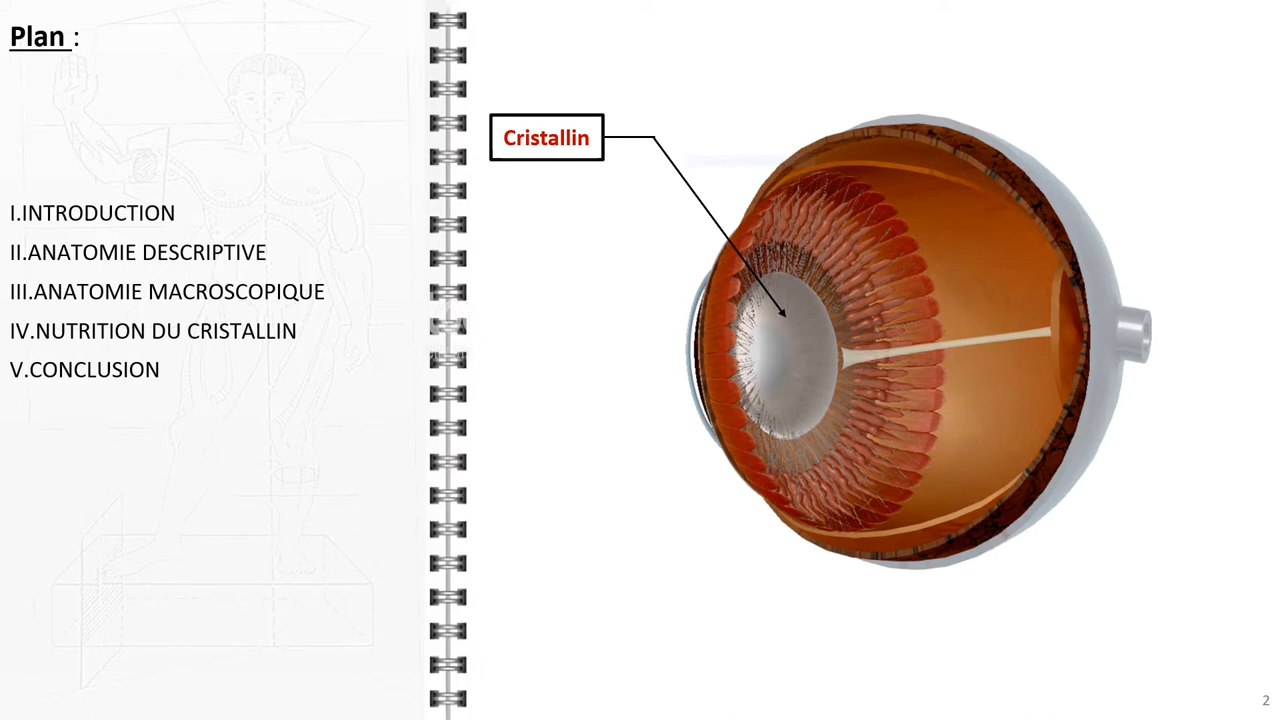 Plan :
I.INTRODUCTION
II.ANATOMIE DESCRIPTIVE
III.ANATOMIE MACROSCOPIQUE
IV.NUTRITION DU CRISTALLIN
V.CONCLUSION
Cristallin
2